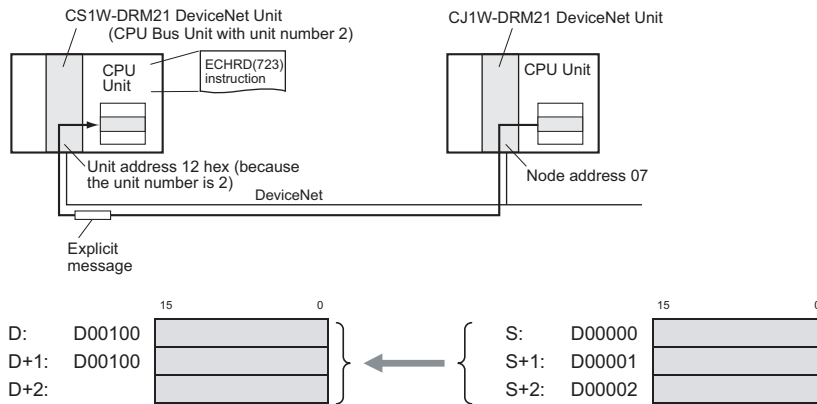 CS1W-DRM21 DeviceNet Unit
(CPU Bus Unit with unit number 2)
CPU
Unit
ECHRD(723)
instruction
CJ1W-DRM21 DeviceNet Unit
CPU Unit
Unit address 12 hex (because
the unit number is 2)
Node address 07
DeviceNet
Explicit
message
15 0
D: D00100
D+1: D00100
D+2:
15 0
S: D00000
S+1: D00001
S+2: D00002